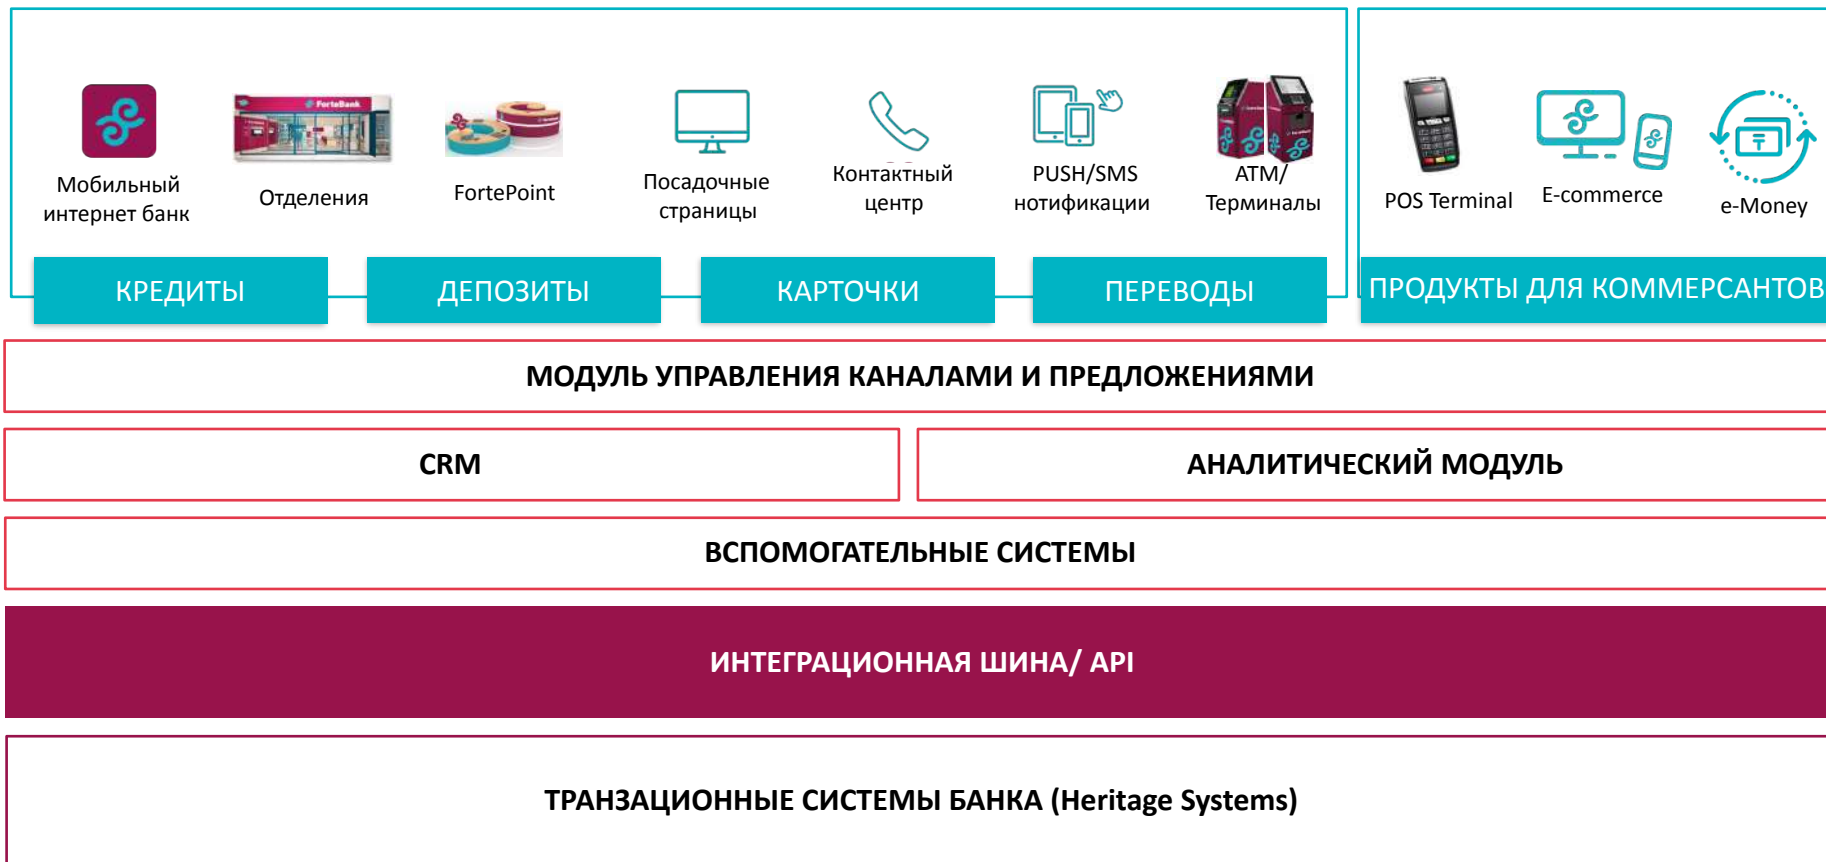 ForteBank
Мобильный
интернет банк
Отделения
FortePoint
Посадочные
страницы
Контактный
центр
PUSH/SMS
нотификации
ATM/
Терминалы
POS Terminal
E-commerce
e-Money
КРЕДИТЫ
ДЕПОЗИТЫ
КАРТОЧКИ
ПЕРЕВОДЫ
ПРОДУКТЫ ДЛЯ КОММЕРСАНТОВ
МОДУЛЬ УПРАВЛЕНИЯ КАНАЛАМИ И ПРЕДЛОЖЕНИЯМИ
CRM
АНАЛИТИЧЕСКИЙ МОДУЛЬ
ВСПОМОГАТЕЛЬНЫЕ СИСТЕМЫ
ИНТЕГРАЦИОННАЯ ШИНА/ API
ТРАНЗАЦИОННЫЕ СИСТЕМЫ БАНКА (Heritage Systems)